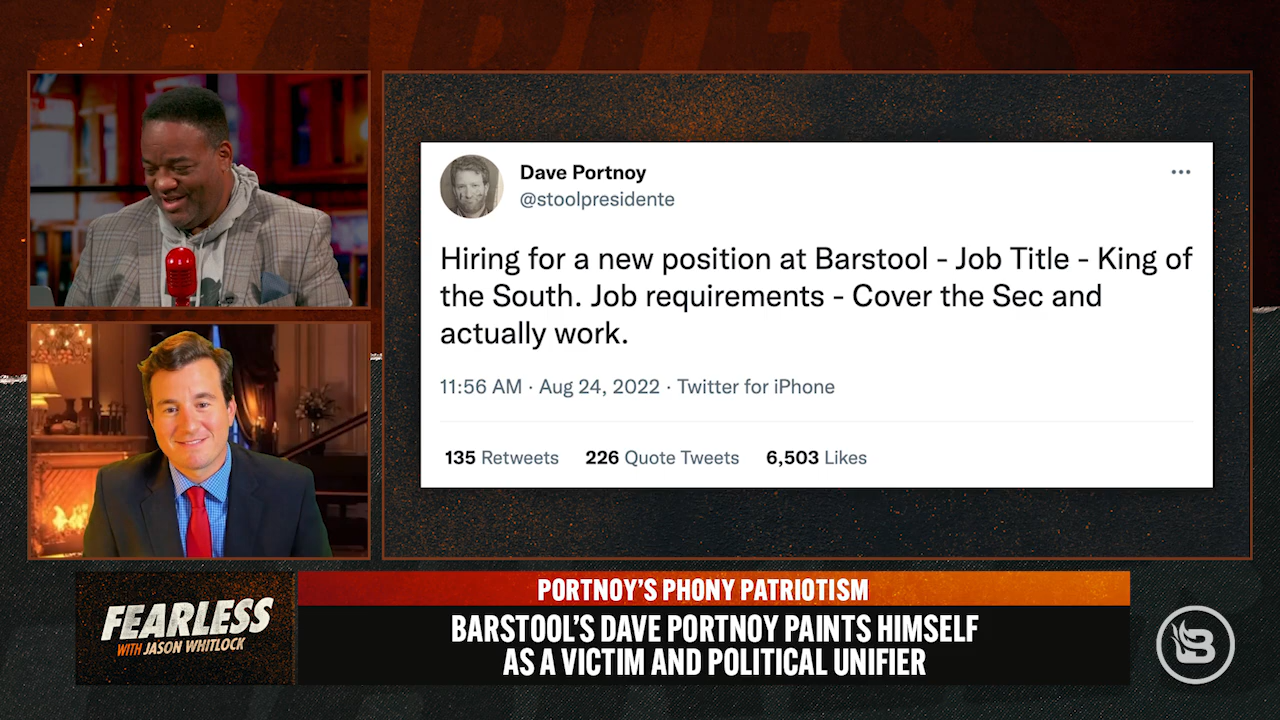 FEARLESS
Dave Portnoy
@stoolpresidente
Hiring for a new position at Barstool - Job Title - King of
the South. Job requirements - Cover the Sec and
actually work.
11:56 AM · Aug 24, 2022 · Twitter for iPhone
135 Retweets 226 Quote Tweets 6,503 Likes
PORTNOY'S PHONY PATRIOTISM
BARSTOOL'S DAVE PORTNOY PAINTS HIMSELF
AS A VICTIM AND POLITICAL UNIFIER
FEARLESS
WITH JASON WHITLOCK
B